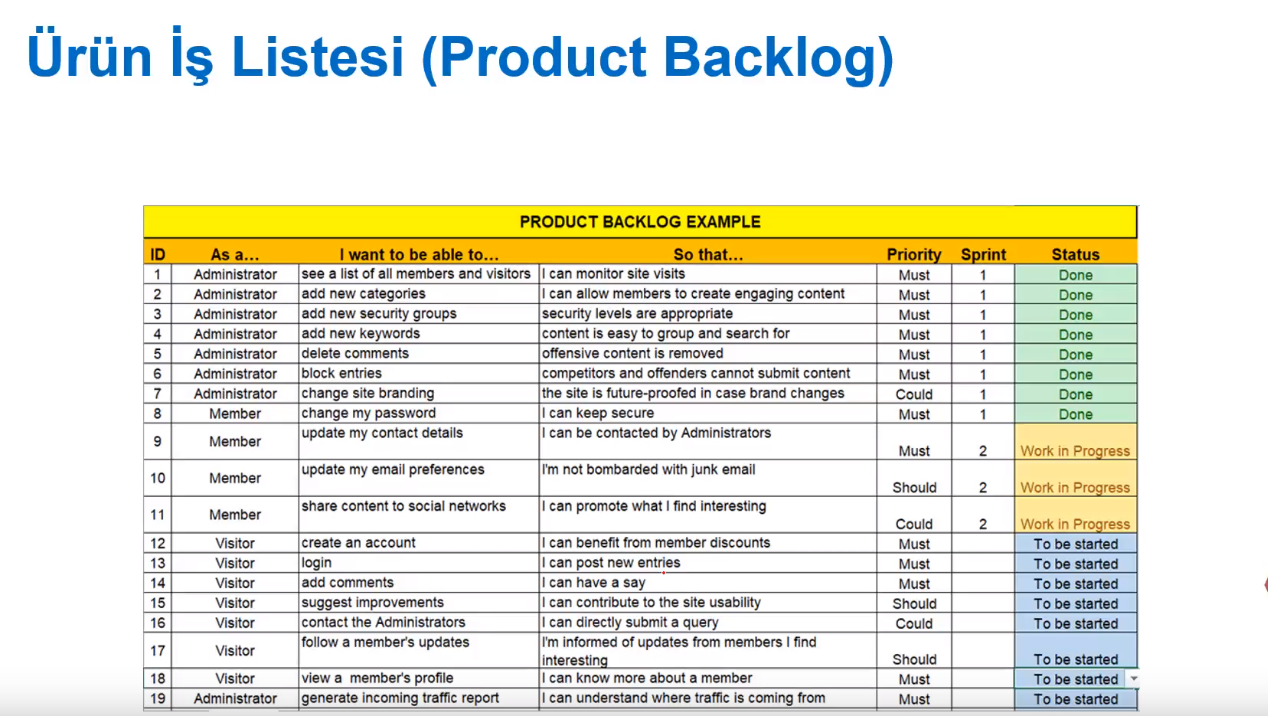 Ürün İş Listesi (Product Backlog)
PRODUCT BACKLOG EXAMPLE
ID As a… I want to be able to… So that… Priority Sprint Status
1 Administrator see a list of all members and visitors I can monitor site visits Must 1 Done
2 Administrator add new categories I can allow members to create engaging content Must 1 Done
3 Administrator add new security groups security levels are appropriate Must 1 Done
4 Administrator add new keywords content is easy to group and search for Must 1 Done
5 Administrator delete comments offensive content is removed Must 1 Done
6 Administrator block entries competitors and offenders cannot submit content Must 1 Done
7 Administrator change site branding the site is future-proofed in case brand changes Could 1 Done
8 Member change my password I can keep secure Must 1 Done
9 Member update my contact details I can be contacted by Administrators Must 2 Work in Progress
10 Member update my email preferences I'm not bombarded with junk email Should 2 Work in Progress
11 Member share content to social networks I can promote what I find interesting Could 2 Work in Progress
12 Visitor create an account I can benefit from member discounts Must To be started
13 Visitor login I can post new entries Must To be started
14 Visitor add comments I can have a say Must To be started
15 Visitor suggest improvements I can contribute to the site usability Should To be started
16 Visitor contact the Administrators I can directly submit a query Could To be started
17 Visitor follow a member's updates I'm informed of updates from members I find
interesting Should To be started
18 Visitor view a member's profile I can know more about a member Must To be started
19 Administrator generate incoming traffic report I can understand where traffic is coming from Must To be started